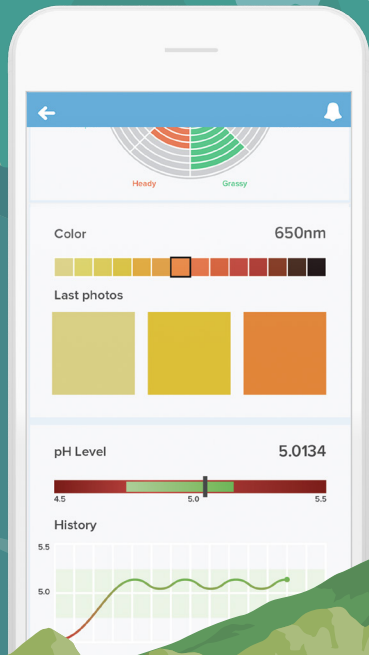 Heady Grassy
Color 650nm
Last photos
pH Level 5.0134
4.5 5.0 5.5
History
5.5
5.0